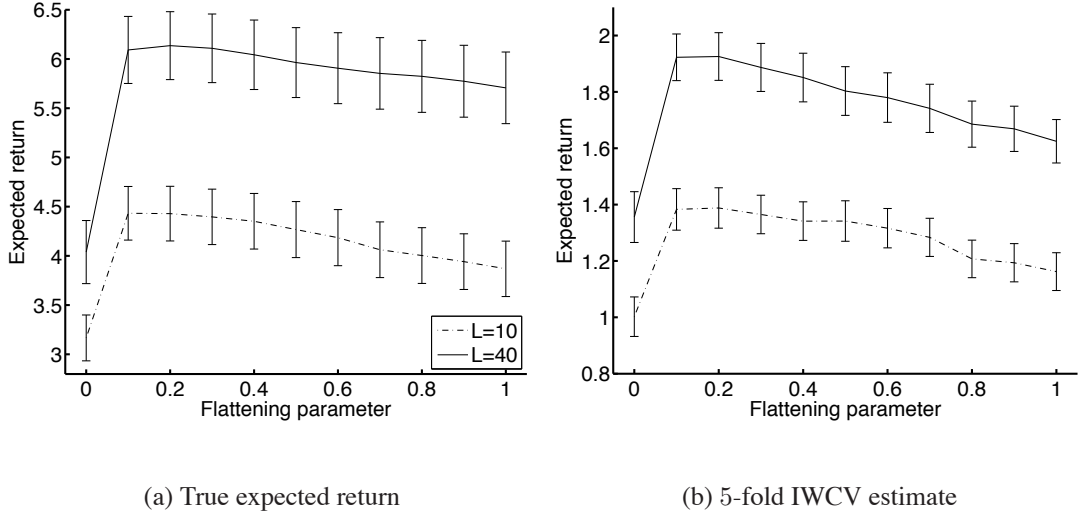 6.5
6
5.5
5
4.5
4
3.5
3
Expected return
0 0.2 0.4 0.6 0.8 1
Flattening parameter
L=10
L=40
(a) True expected return
2
1.8
1.6
1.4
1.2
1
0.8
Expected return
0 0.2 0.4 0.6 0.8 1
Flattening parameter
(b) 5-fold IWCV estimate